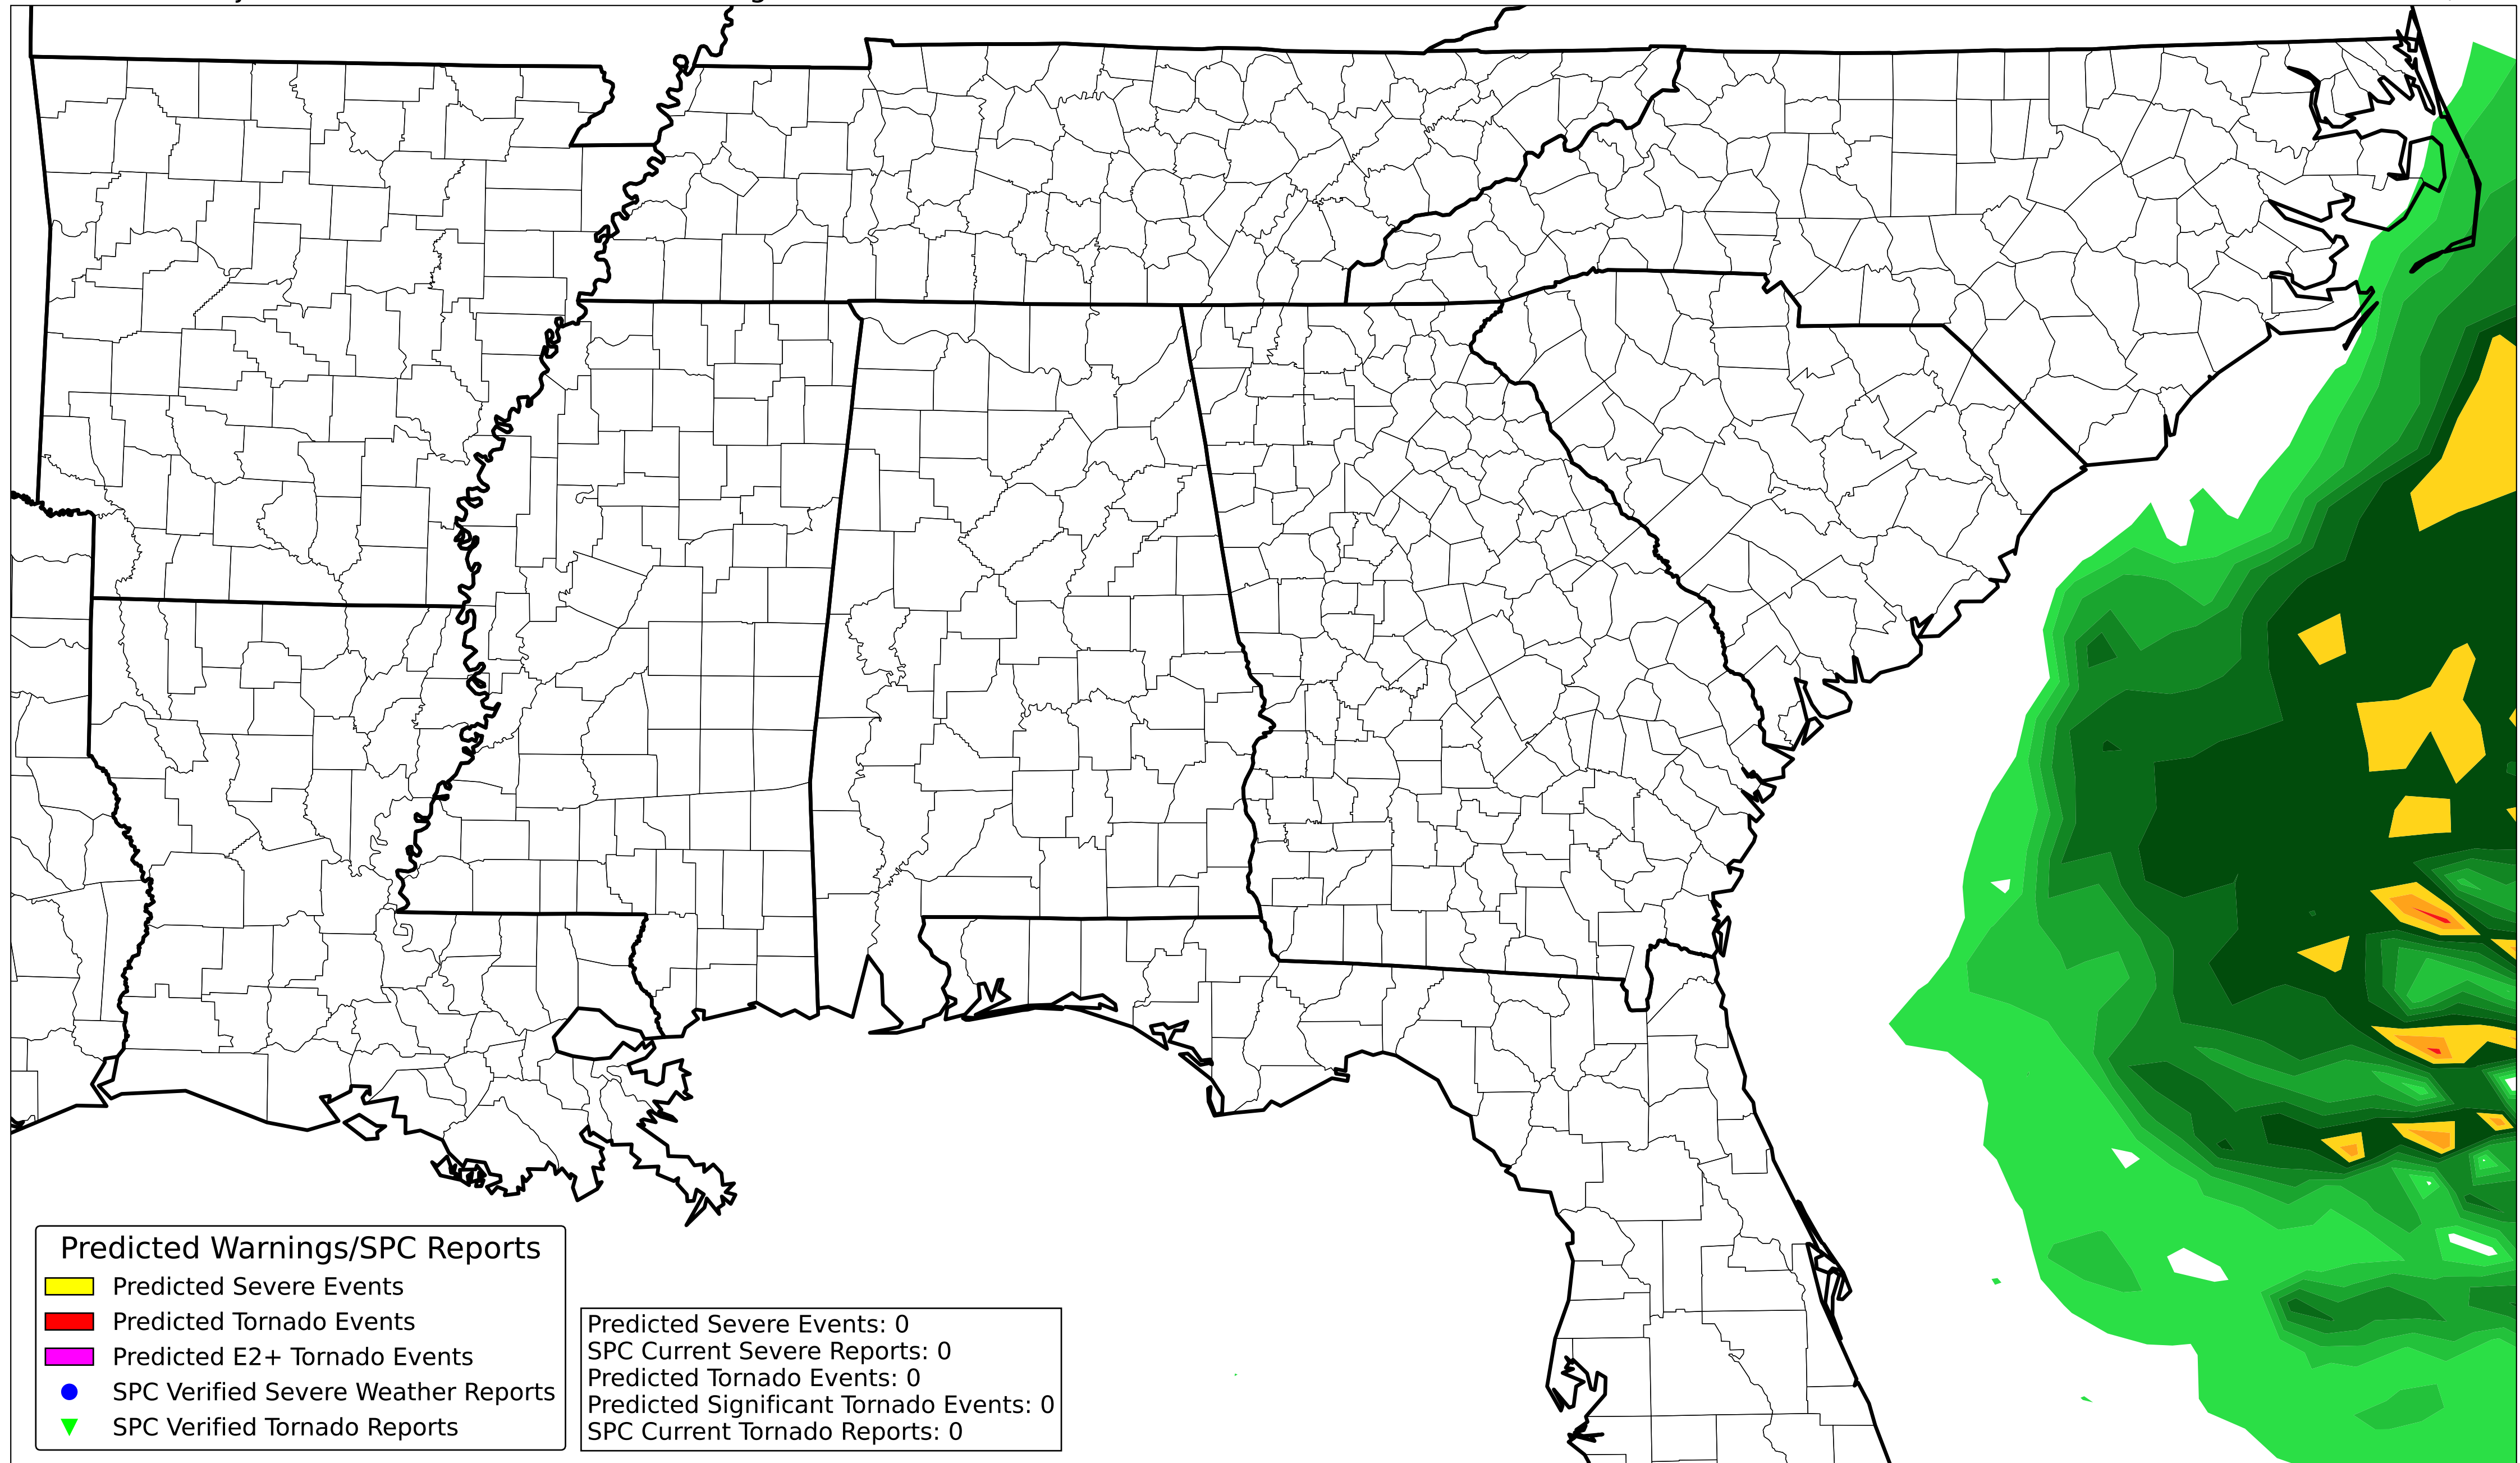 Predicted Warnings/SPC Reports
Predicted Severe Events
Predicted Tornado Events
Predicted E2+ Tornado Events
SPC Verified Severe Weather Reports
SPC Verified Tornado Reports
Predicted Severe Events: 0
SPC Current Severe Reports: 0
Predicted Tornado Events: 0
Predicted Significant Tornado Events: 0
SPC Current Tornado Reports: 0